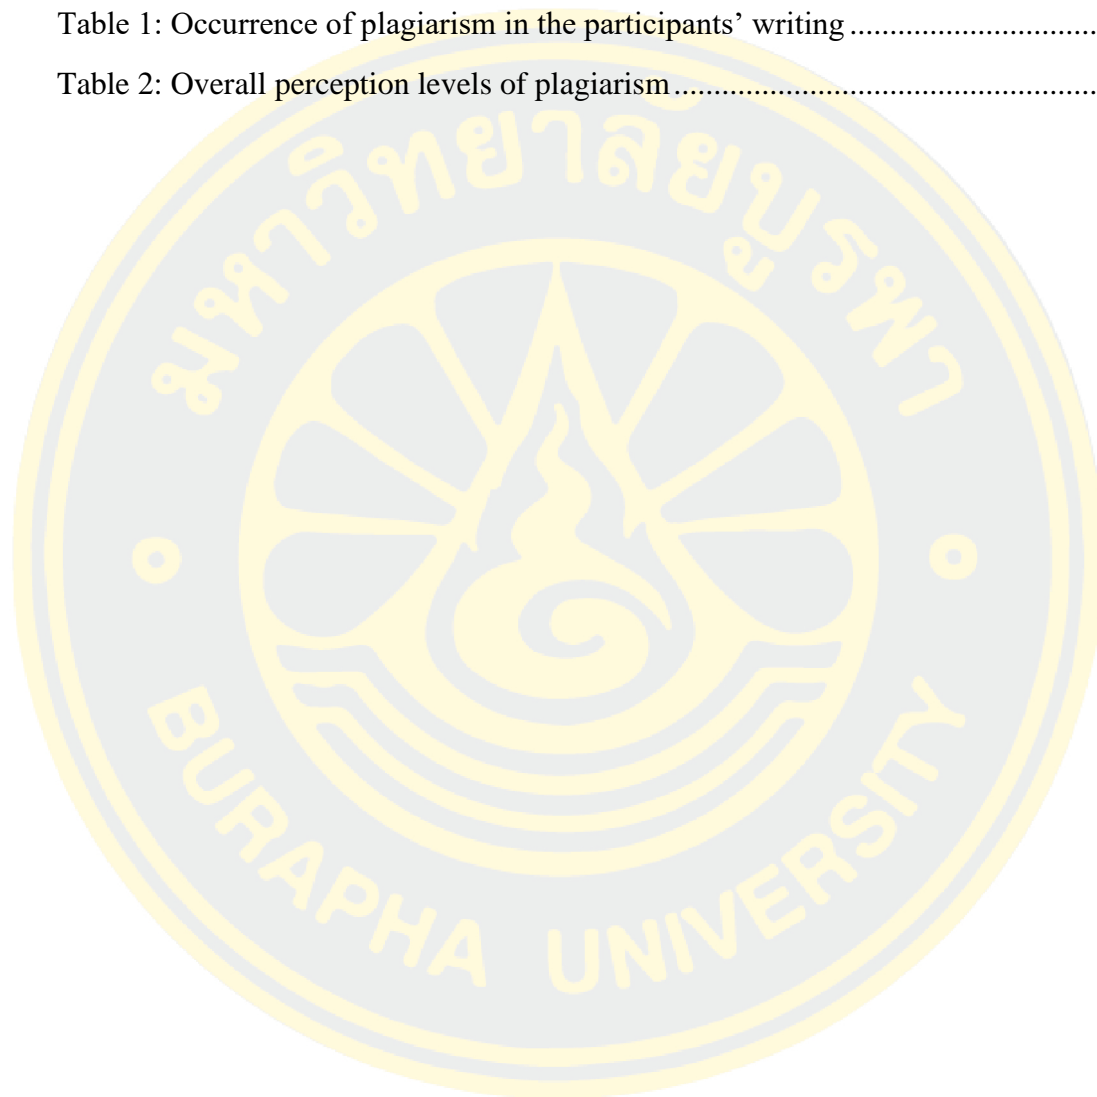 Table 1: Occurrence of plagiarism in the participants’ writing ..............................
Table 2: Overall perception levels of plagiarism.....................................................
มหาวิทยาลัยบูรพา
BURAPHA UNIVERSITY